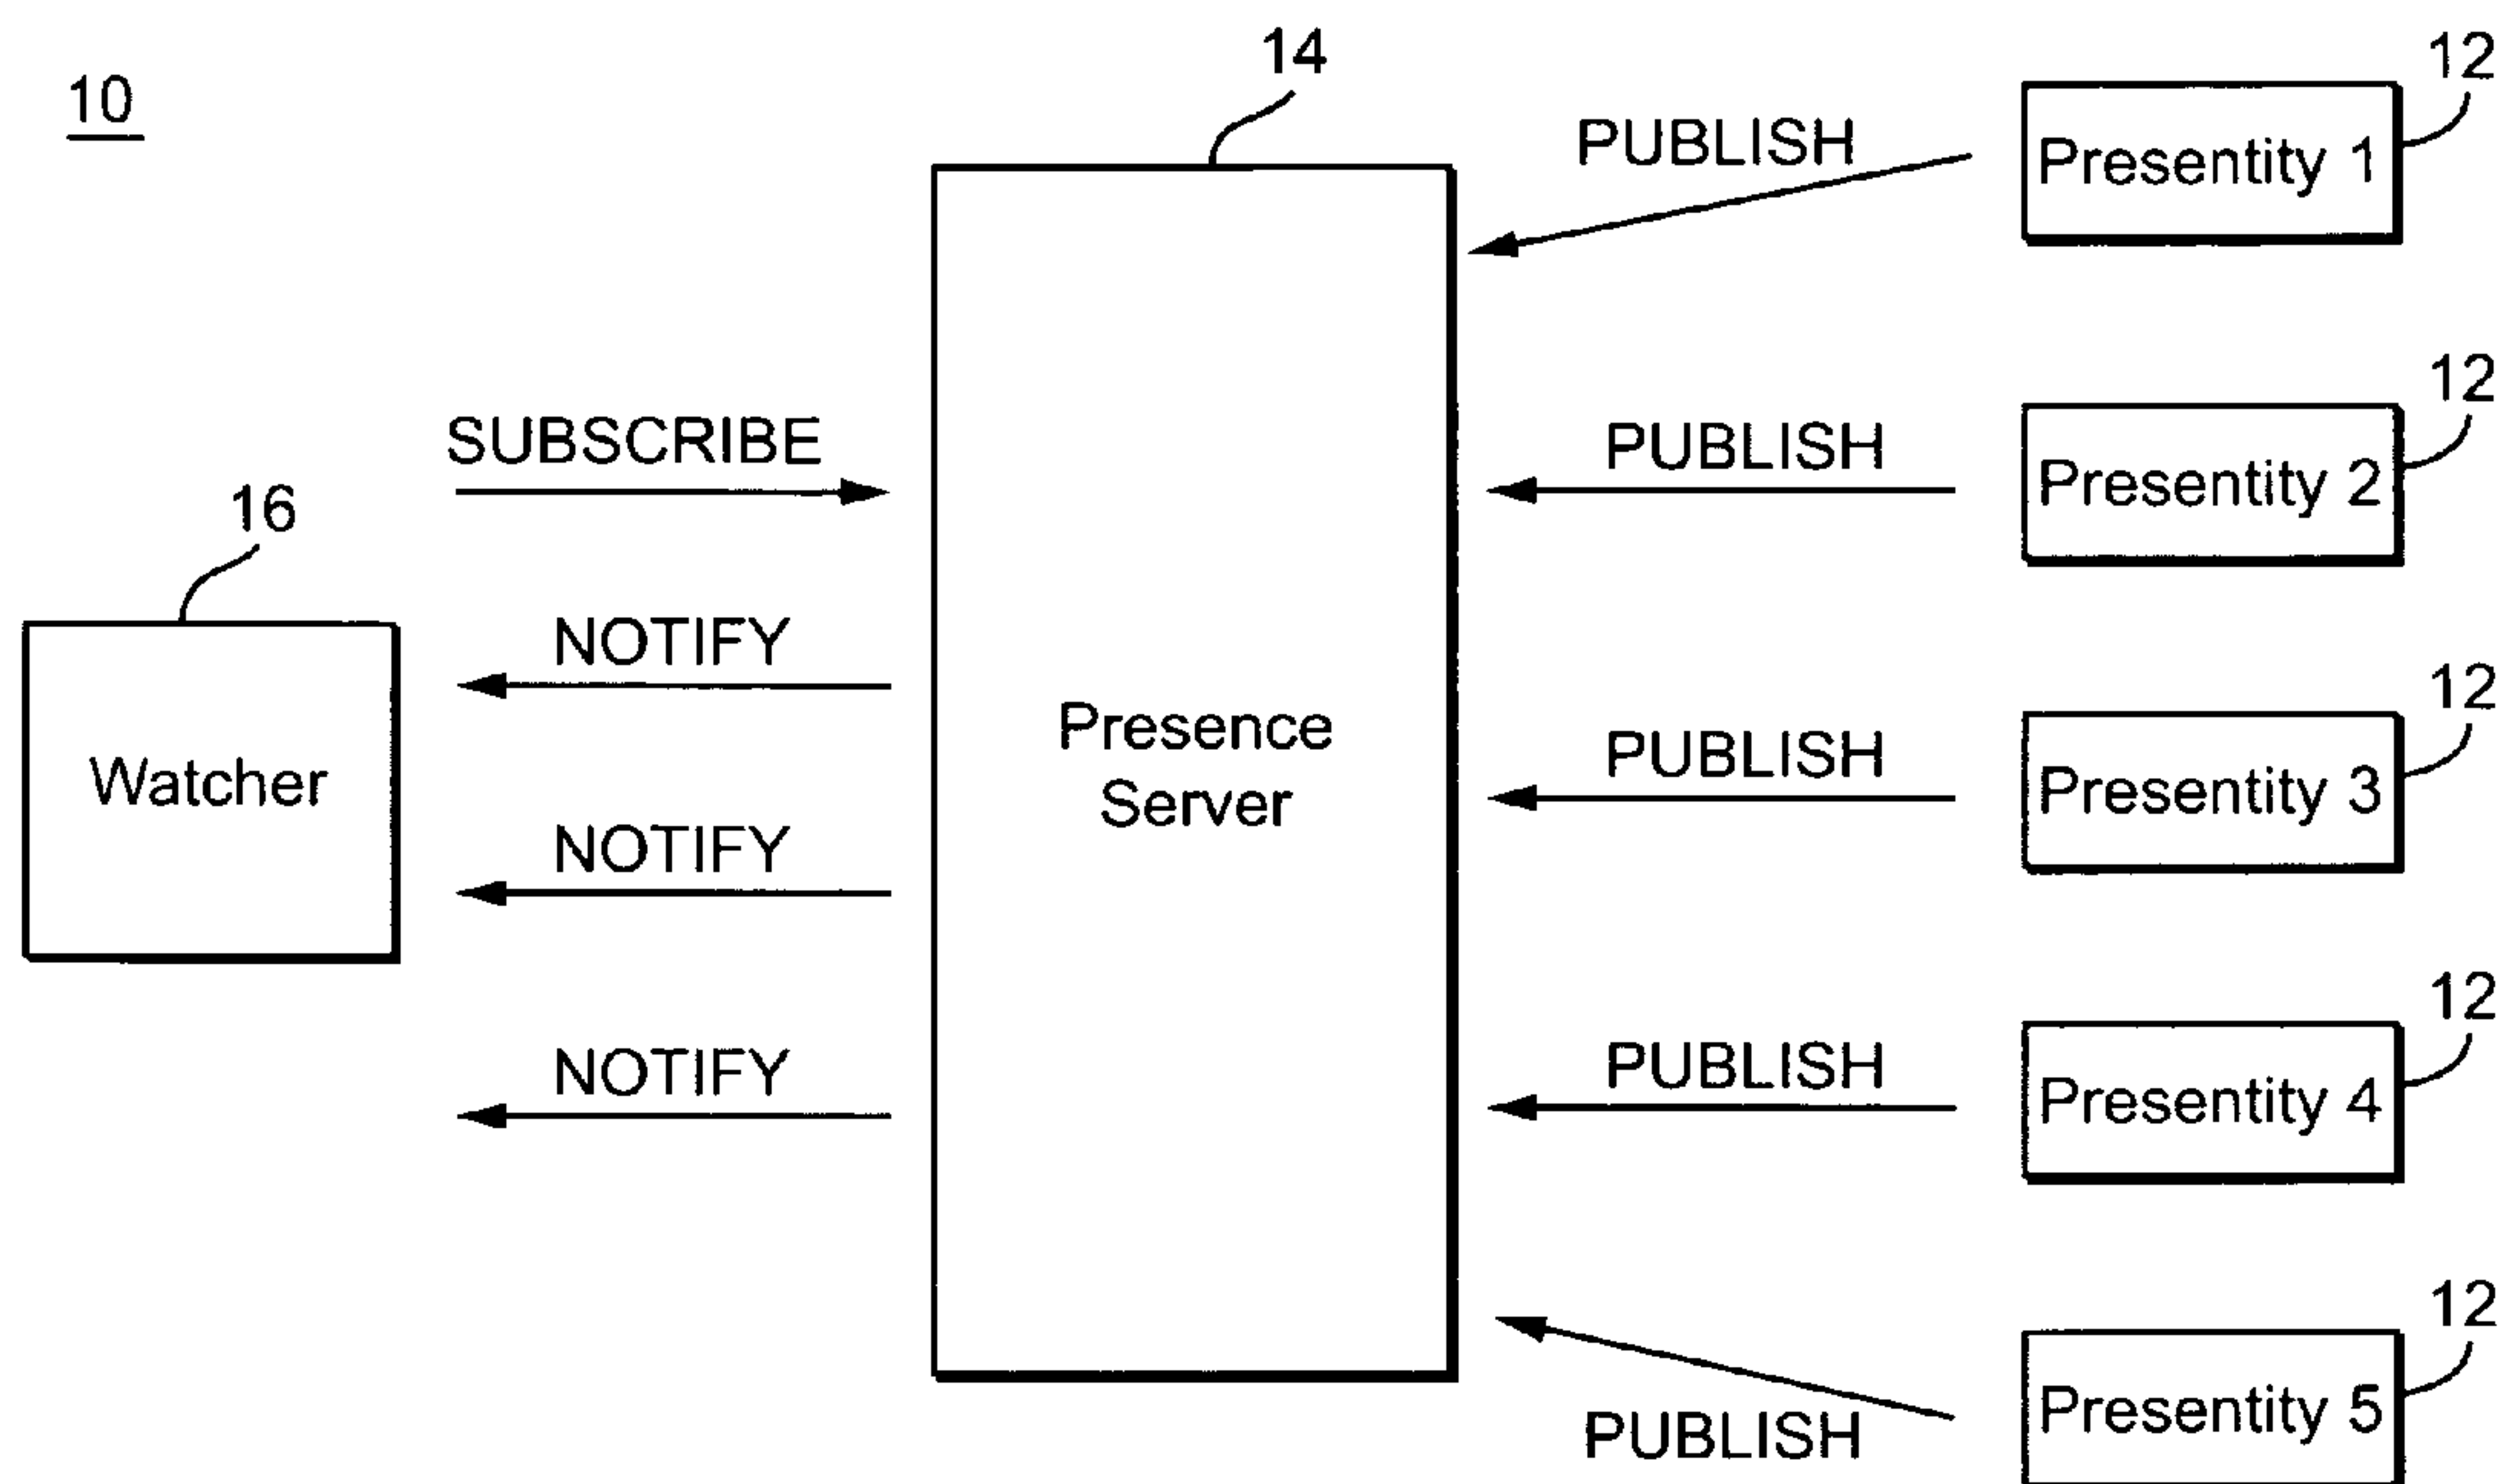 10
14
12
PUBLISH
Presentity 1
12
SUBSCRIBE
PUBLISH
Presentity 2
16
NOTIFY
12
Presence
Server
PUBLISH
Presentity 3
Watcher
NOTIFY
12
NOTIFY
PUBLISH
Presentity 4
12
PUBLISH
Presentity 5